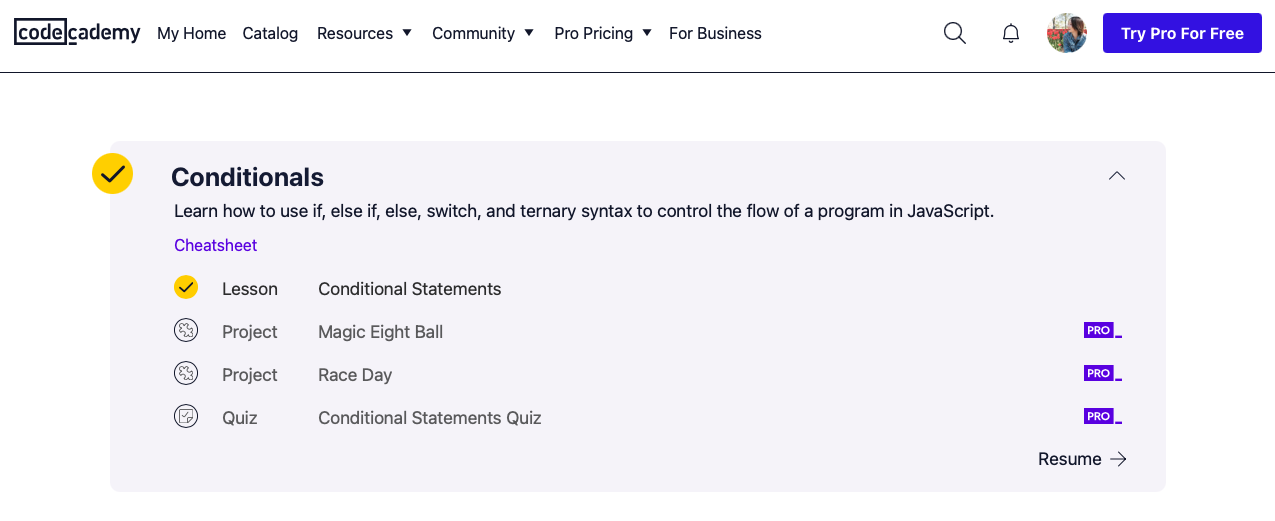 codecademy My Home Catalog Resources Community Pro Pricing For Business Try Pro For Free
Conditionals
Learn how to use if, else if, else, switch, and ternary syntax to control the flow of a program in JavaScript.
Cheatsheet
Lesson Conditional Statements
Project Magic Eight Ball PRO
Project Race Day PRO
Quiz Conditional Statements Quiz PRO
Resume